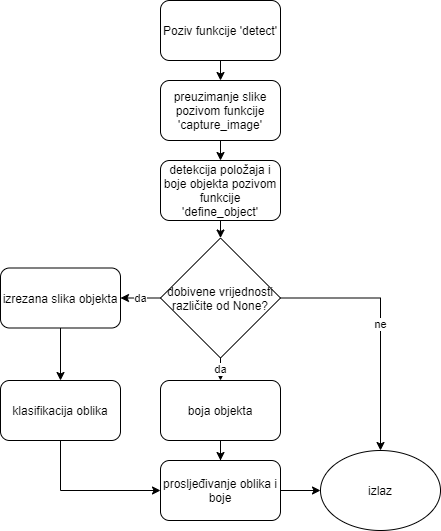 Poziv funkcije 'detect'
preuzimanje slike
pozivom funkcije
'capture_image'
detekcija položaja i
boje objekta pozivom
funkcije
'define_object'
dobivene vrijednosti
različite od None?
da
ne
da
izrezana slika objekta
klasifikacija oblika
boja objekta
prosljeđivanje oblika i
boje
izlaz